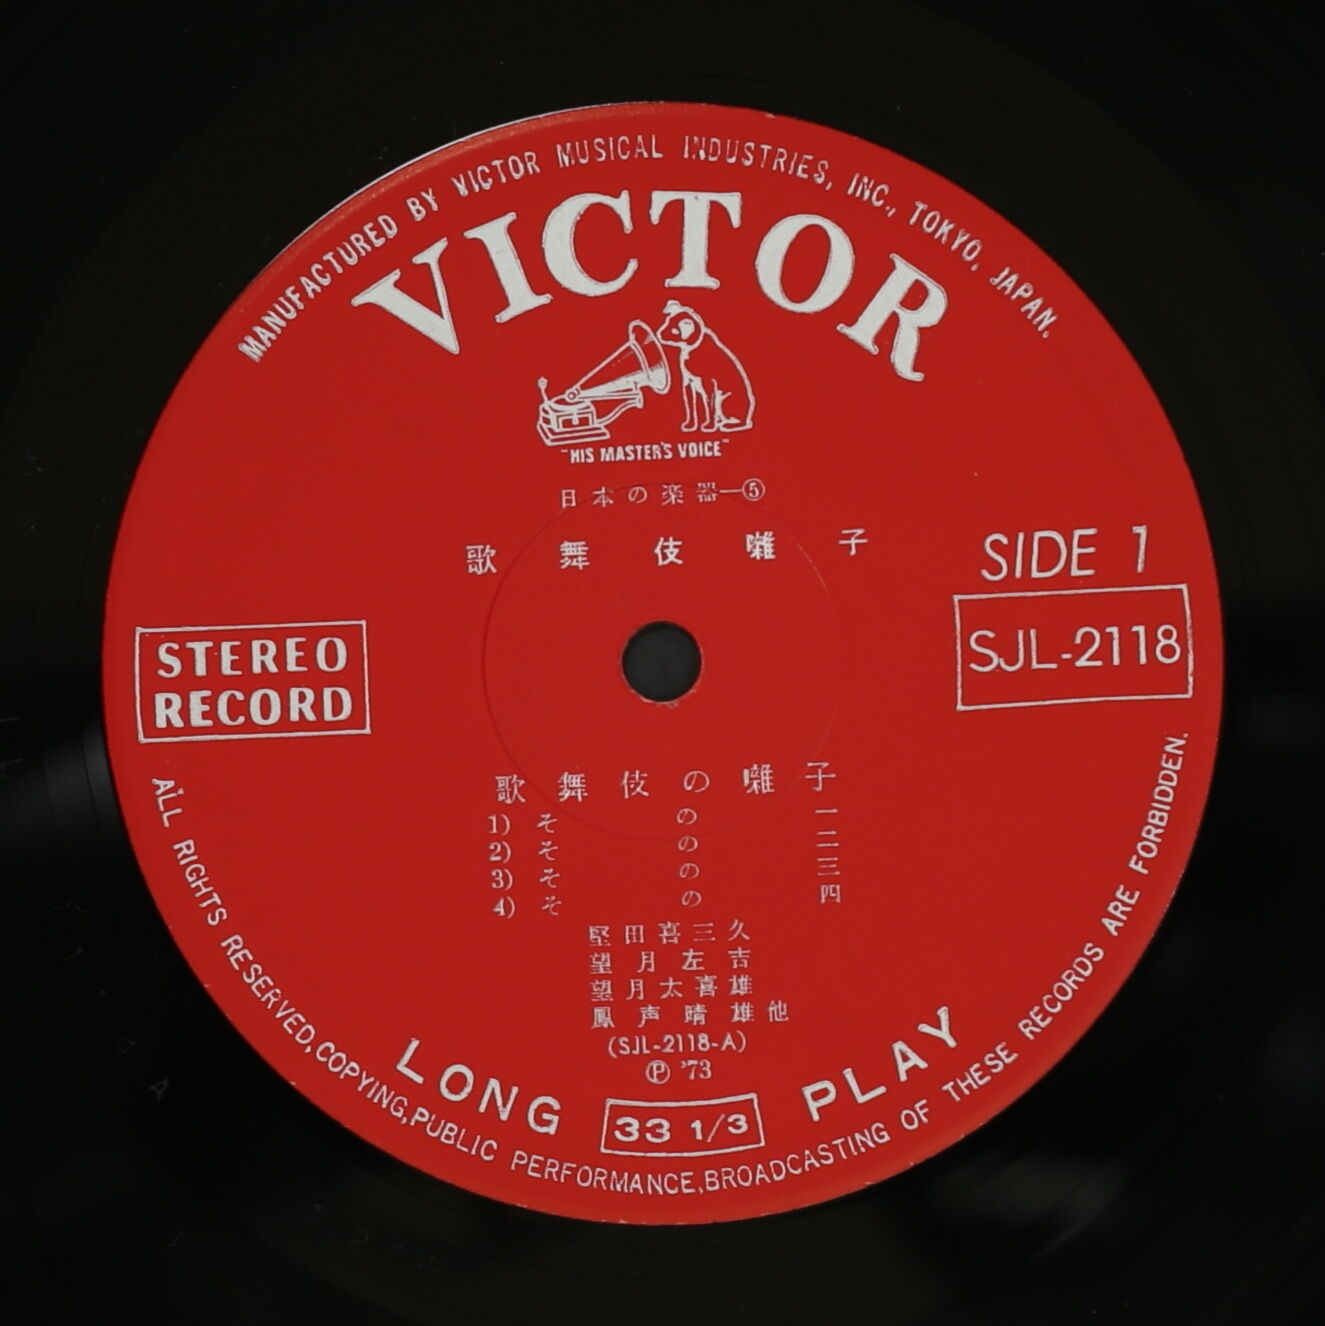 MANUFACTURED BY VICTOR MUSICAL INDUSTRIES, INC., TOKYO, JAPAN.
VICTOR
"HIS MASTER'S VOICE"
日本の楽器—⑤
歌舞伎囃子
SIDE 1
SJL-2118
STEREO
RECORD
歌舞伎の囃子
1) そ の 一
2) そ の 二
3) そ の 三
4) そ の 四
堅田喜三久
望月左吉
望月太喜雄
鳳声晴雄他
(SJL-2118-A)
Ⓟ '73
LONG PLAY
33 1/3
ALL RIGHTS RESERVED, COPYING, PUBLIC PERFORMANCE, BROADCASTING OF THESE RECORDS ARE FORBIDDEN.